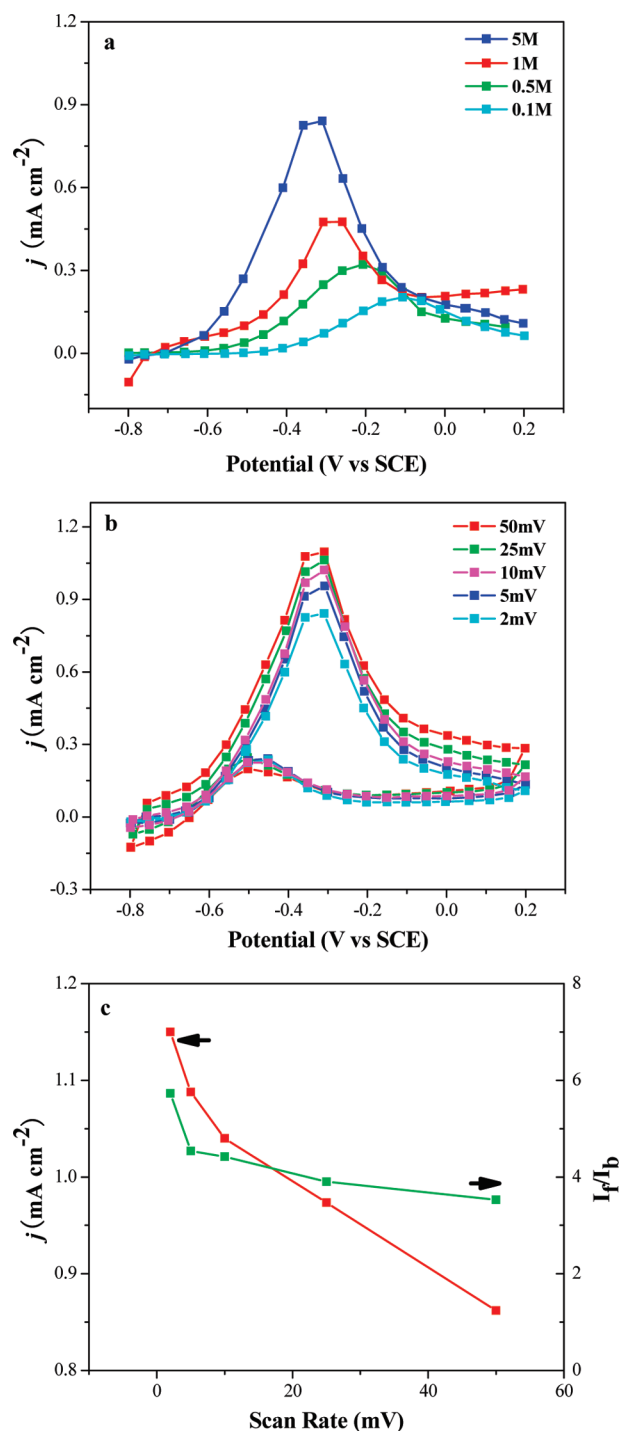 a
5M
1M
0.5M
0.1M
1.2
0.9
0.6
0.3
0.0
j (mA cm⁻²)
-0.8 -0.6 -0.4 -0.2 0.0 0.2
Potential (V vs SCE)
b
50mV
25mV
10mV
5mV
2mV
1.2
0.9
0.6
0.3
0.0
-0.3
j (mA cm⁻²)
-0.8 -0.6 -0.4 -0.2 0.0 0.2
Potential (V vs SCE)
c
1.2
1.1
1.0
0.9
0.8
j (mA cm⁻²)
8
6
4
2
0
If/Ib
0 20 40 60
Scan Rate (mV)